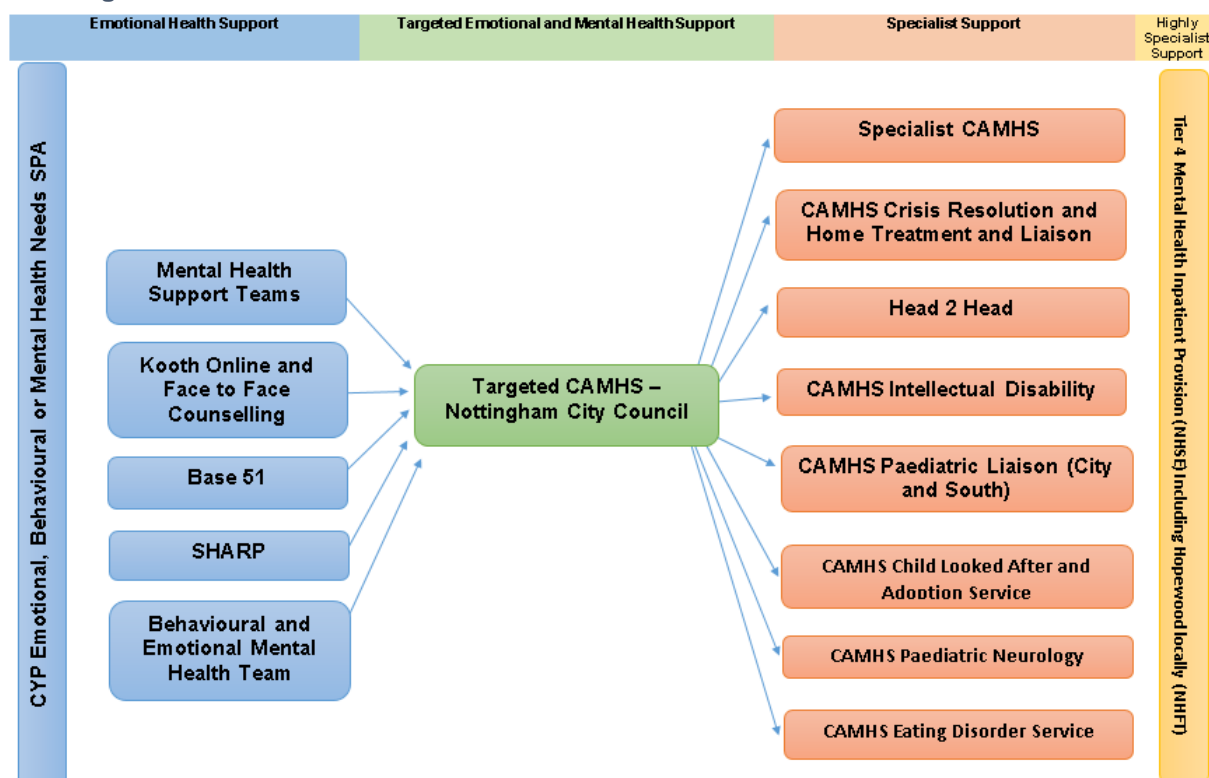 Emotional Health Support
Targeted Emotional and Mental Health Support
Specialist Support
Highly
Specialist
Support
CYP Emotional, Behavioural or Mental Health Needs SPA
Mental Health
Support Teams
Kooth Online and
Face to Face
Counselling
Base 51
SHARP
Behavioural and
Emotional Mental
Health Team
Targeted CAMHS –
Nottingham City Council
Specialist CAMHS
CAMHS Crisis Resolution and
Home Treatment and Liaison
Head 2 Head
CAMHS Intellectual Disability
CAMHS Paediatric Liaison (City
and South)
CAMHS Child Looked After and
Adoption Service
CAMHS Paediatric Neurology
CAMHS Eating Disorder Service
Tier 4 Mental Health Inpatient Provision (NHSE) Including Hopewood locally (NHFT)